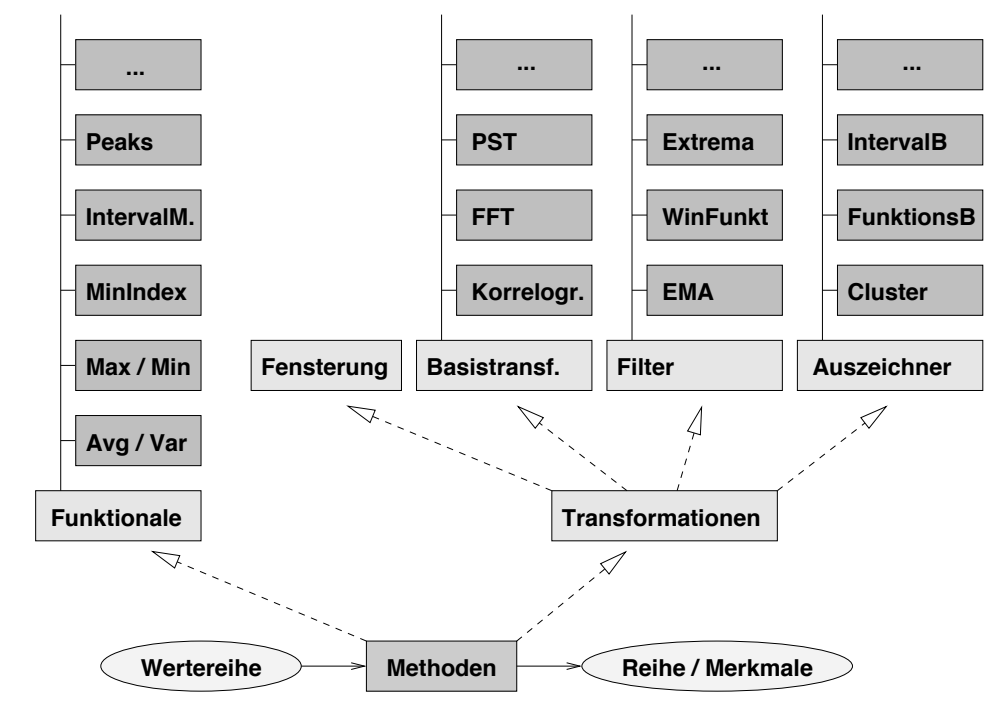 ...
Peaks
IntervalM.
MinIndex
Max / Min
Avg / Var
Funktionale
...
PST
FFT
Korrelogr.
...
Extrema
WinFunkt
EMA
...
IntervalB
FunktionsB
Cluster
Fensterung
Basistransf.
Filter
Auszeichner
Transformationen
Wertereihe
Methoden
Reihe / Merkmale